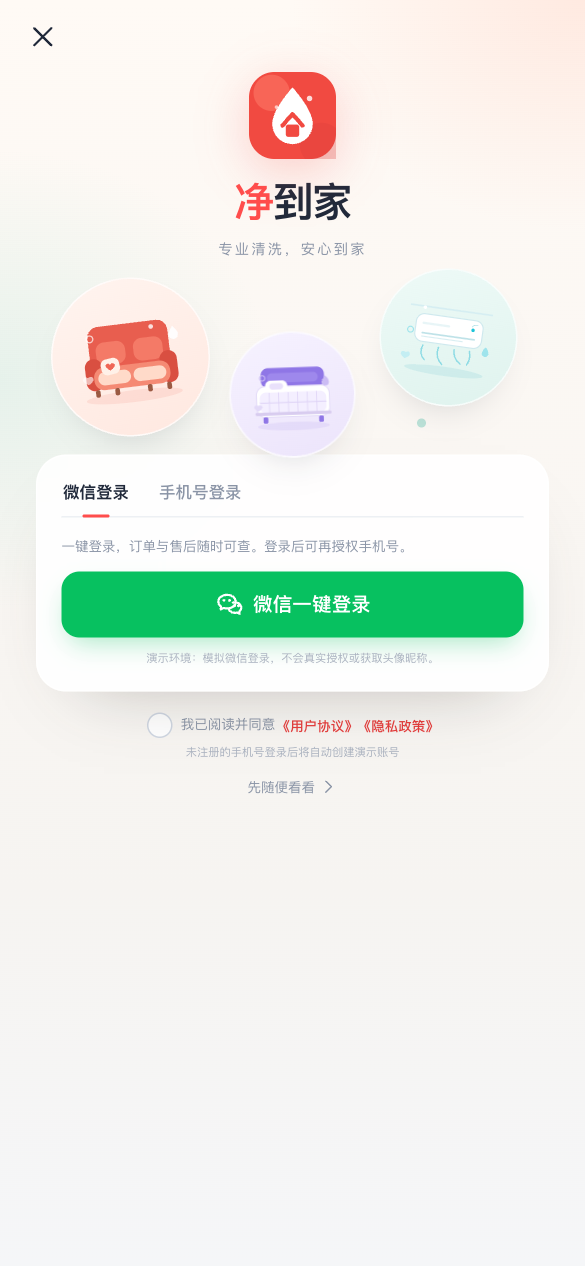 净到家
专业清洗，安心到家
微信登录 手机号登录
一键登录，订单与售后随时可查。登录后可再授权手机号。
微信一键登录
演示环境：模拟微信登录，不会真实授权或获取头像昵称。
我已阅读并同意《用户协议》《隐私政策》
未注册的手机号登录后将自动创建演示账号
先随便看看